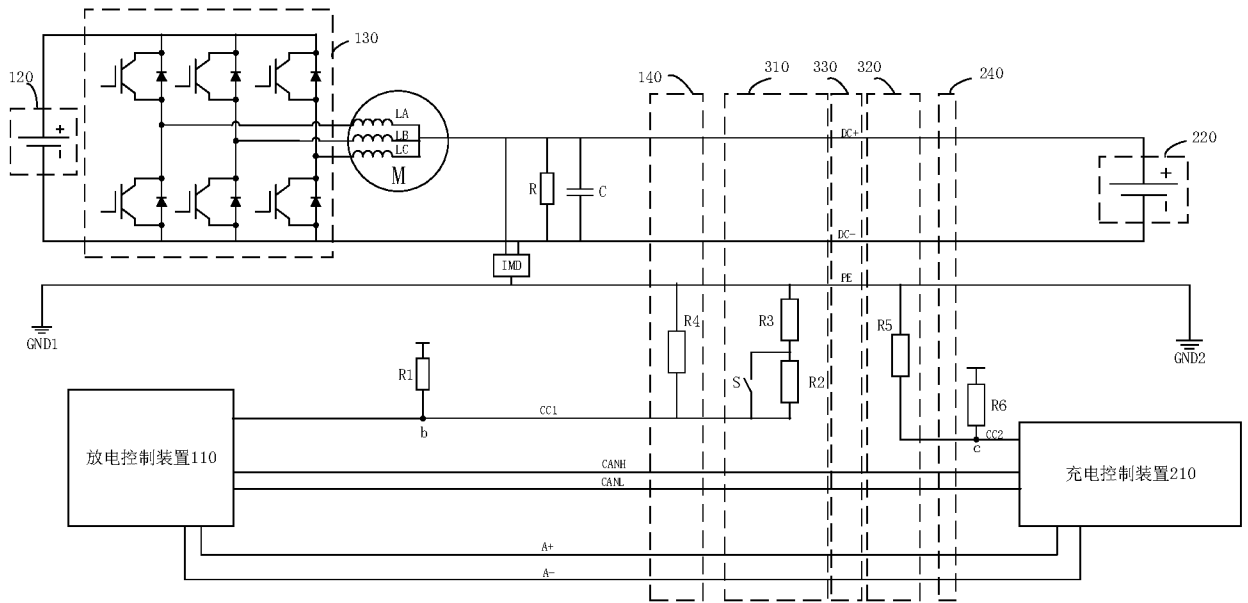 130
140
310
330
320
240
120
220
+
-
LA
LB
LC
M
R
C
DC+
+
-
DC-
IMD
PE
GND1
GND2
R4
R3
R5
R1
S
R2
R6
CC1
b
CC2
c
放电控制装置110
充电控制装置210
CANH
CANL
A+
A-